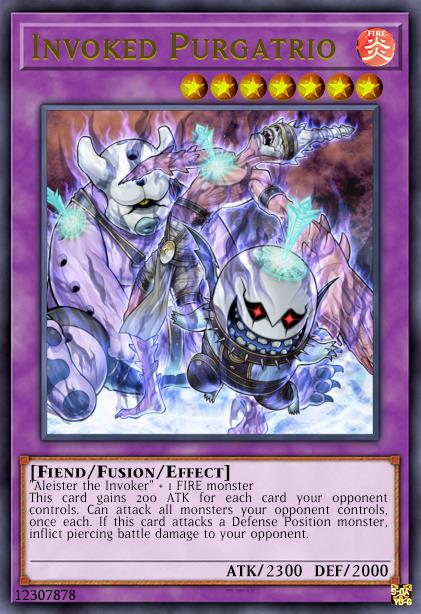 INVOKED PURGATRIO
FIRE
炎
[FIEND/FUSION/EFFECT]
"Aleister the Invoker" + 1 FIRE monster
This card gains 200 ATK for each card your opponent
controls. Can attack all monsters your opponent controls,
once each. If this card attacks a Defense Position monster,
inflict piercing battle damage to your opponent.
ATK/2300 DEF/2000
12307878